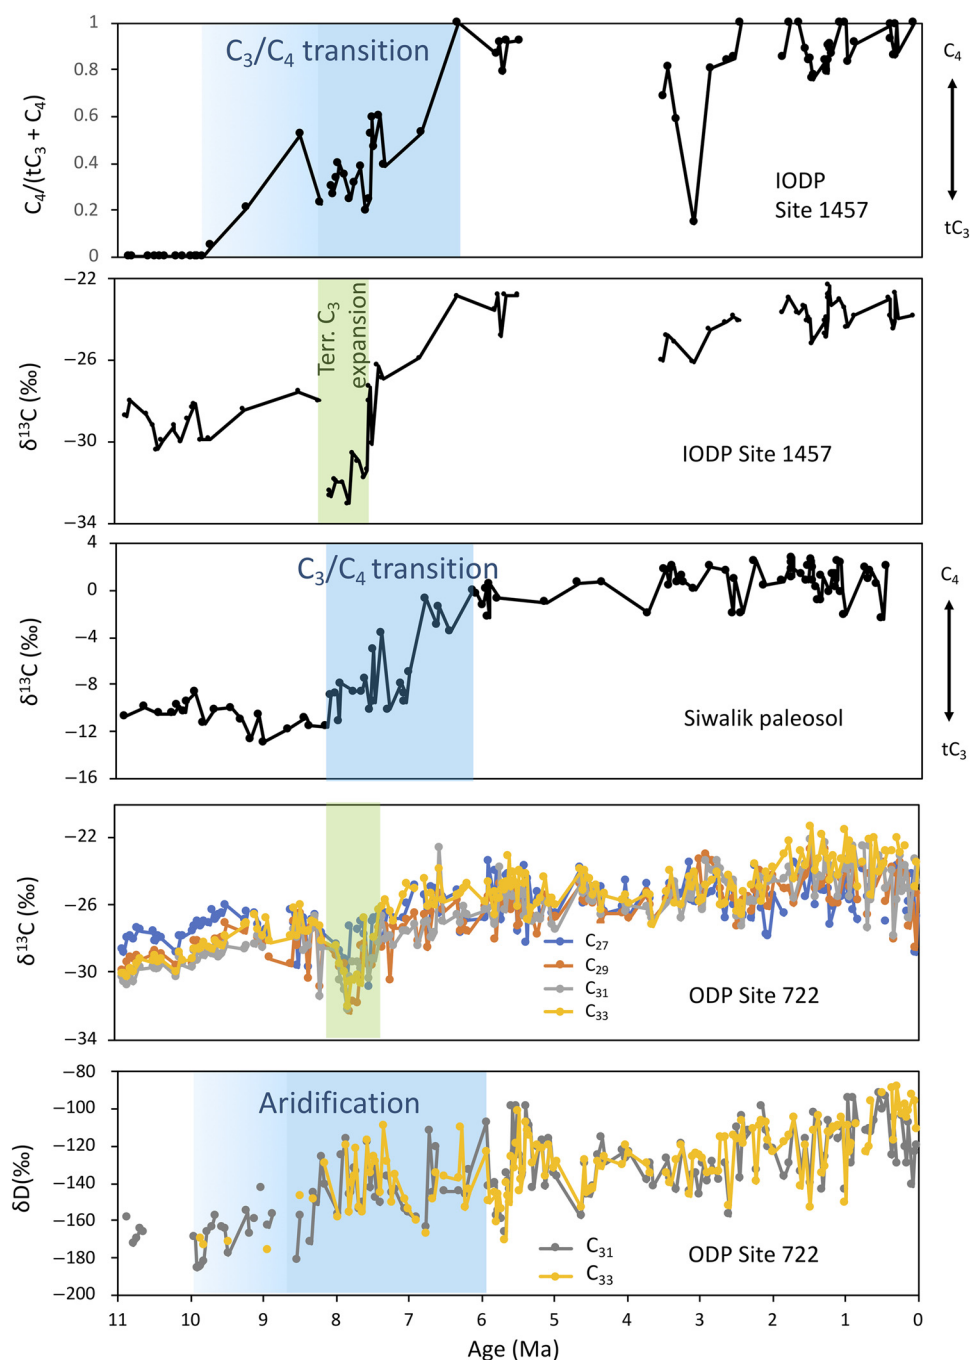 1
0.8
0.6
0.4
0.2
0
C₄/(tC₃ + C₄)
C₃/C₄ transition
IODP
Site 1457
C₄
tC₃
−22
−26
−30
−34
δ¹³C (‰)
Terr. C₃
expansion
IODP Site 1457
4
0
−4
−8
−12
−16
δ¹³C (‰)
C₃/C₄ transition
Siwalik paleosol
C₄
tC₃
−22
−26
−30
−34
δ¹³C (‰)
C₂₇
C₂₉
C₃₁
C₃₃
ODP Site 722
−80
−100
−120
−140
−160
−180
−200
δD(‰)
Aridification
C₃₁
C₃₃
ODP Site 722
11 10 9 8 7 6 5 4 3 2 1 0
Age (Ma)